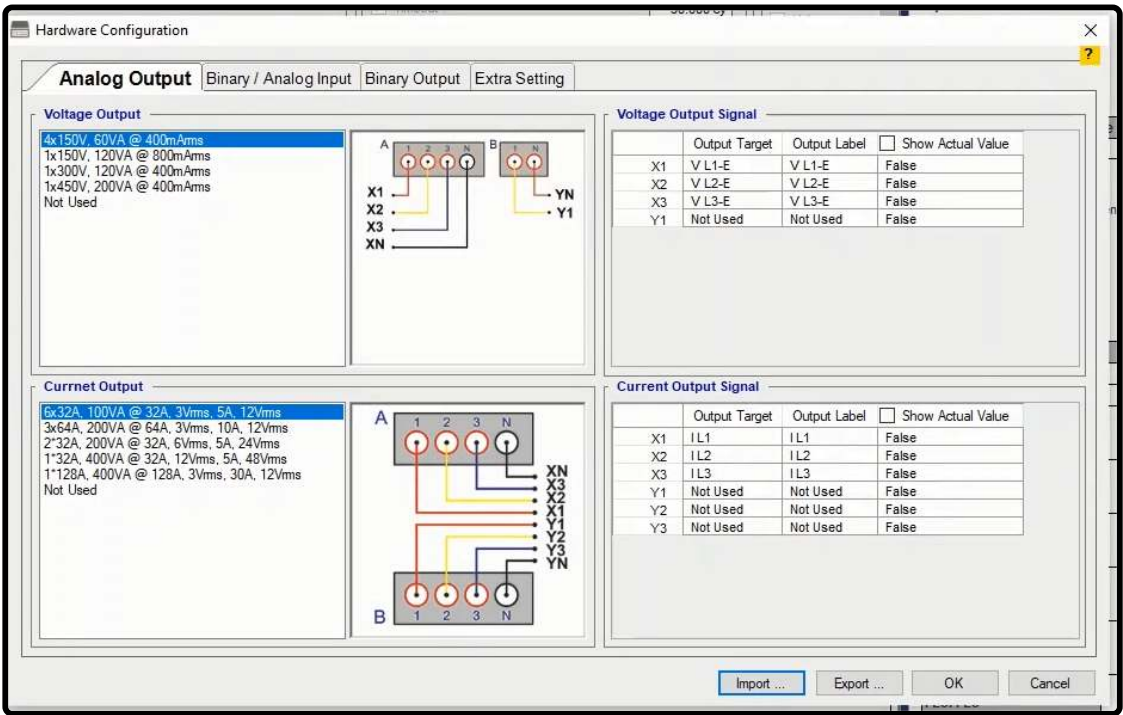 Hardware Configuration
?
Analog Output
Binary / Analog Input
Binary Output
Extra Setting
Voltage Output
4x150V, 60VA @ 400mArms
1x150V, 120VA @ 800mArms
1x300V, 120VA @ 400mArms
1x450V, 200VA @ 400mArms
Not Used
A 1 2 3 N B 1 N
X1 YN
X2 Y1
X3
XN
Voltage Output Signal
Output Target Output Label Show Actual Value
X1 V L1-E V L1-E False
X2 V L2-E V L2-E False
X3 V L3-E V L3-E False
Y1 Not Used Not Used False
Currnet Output
6x32A, 100VA @ 32A, 3Vrms, 5A, 12Vrms
3x64A, 200VA @ 64A, 3Vrms, 10A, 12Vrms
2*32A, 200VA @ 32A, 6Vrms, 5A, 24Vrms
1*32A, 400VA @ 32A, 12Vrms, 5A, 48Vrms
1*128A, 400VA @ 128A, 3Vrms, 30A, 12Vrms
Not Used
A 1 2 3 N
XN
X3
X2
X1
Y1
Y2
Y3
YN
B 1 2 3 N
Current Output Signal
Output Target Output Label Show Actual Value
X1 I L1 I L1 False
X2 I L2 I L2 False
X3 I L3 I L3 False
Y1 Not Used Not Used False
Y2 Not Used Not Used False
Y3 Not Used Not Used False
Import ...
Export ...
OK
Cancel